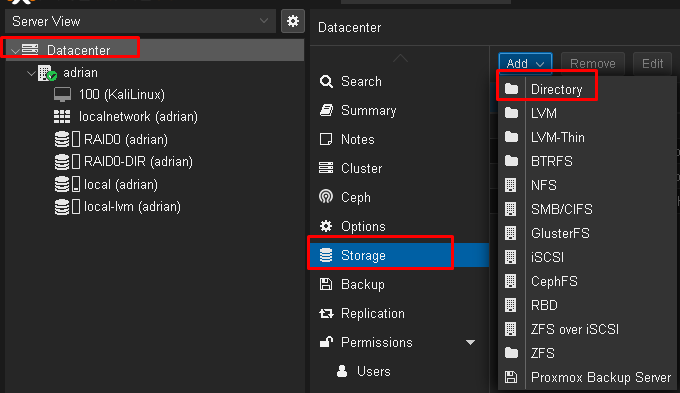 Server View
Datacenter
adrian
100 (KaliLinux)
localnetwork (adrian)
RAID0 (adrian)
RAID0-DIR (adrian)
local (adrian)
local-lvm (adrian)
Datacenter
Search
Summary
Notes
Cluster
Ceph
Options
Storage
Backup
Replication
Permissions
Users
Add
Remove
Edit
Directory
LVM
LVM-Thin
BTRFS
NFS
SMB/CIFS
GlusterFS
iSCSI
CephFS
RBD
ZFS over iSCSI
ZFS
Proxmox Backup Server